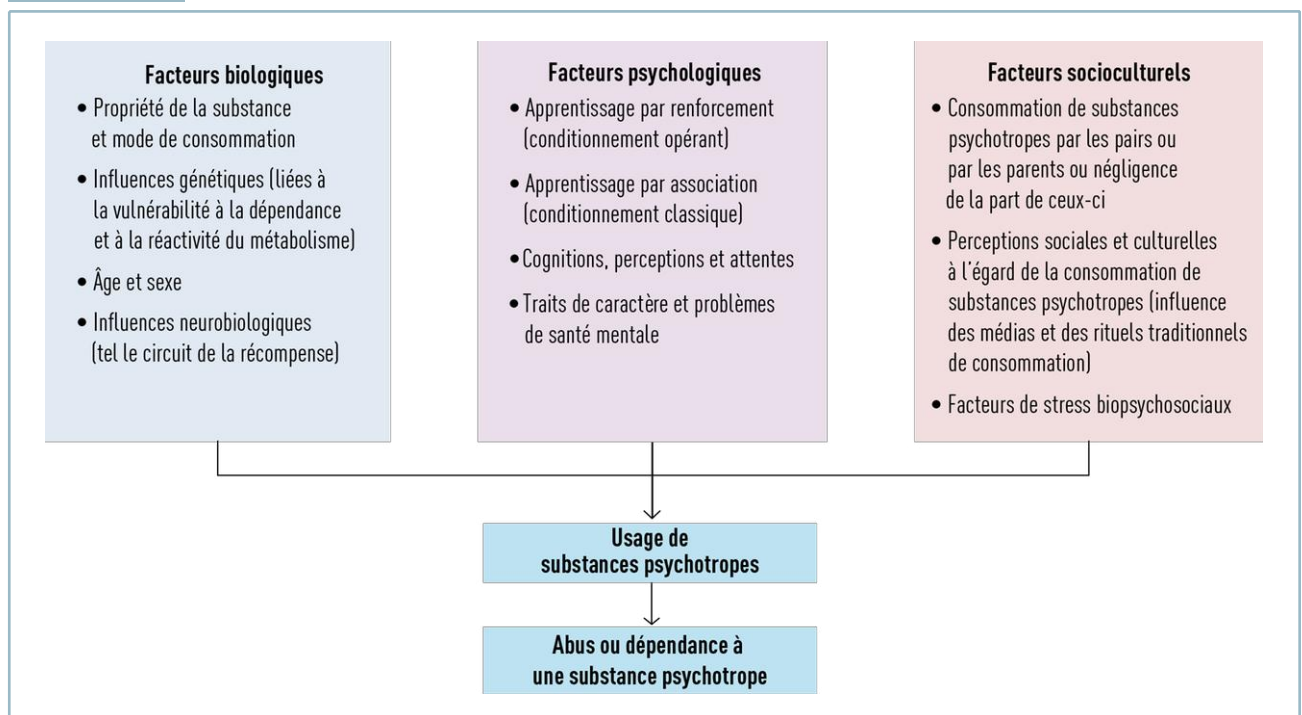 Facteurs biologiques
• Propriété de la substance
et mode de consommation
• Influences génétiques (liées à
la vulnérabilité à la dépendance
et à la réactivité du métabolisme)
• Âge et sexe
• Influences neurobiologiques
(tel le circuit de la récompense)
Facteurs psychologiques
• Apprentissage par renforcement
(conditionnement opérant)
• Apprentissage par association
(conditionnement classique)
• Cognitions, perceptions et attentes
• Traits de caractère et problèmes
de santé mentale
Facteurs socioculturels
• Consommation de substances
psychotropes par les pairs ou
par les parents ou négligence
de la part de ceux-ci
• Perceptions sociales et culturelles
à l'égard de la consommation de
substances psychotropes (influence
des médias et des rituels traditionnels
de consommation)
• Facteurs de stress biopsychosociaux
Usage de
substances psychotropes
Abus ou dépendance à
une substance psychotrope